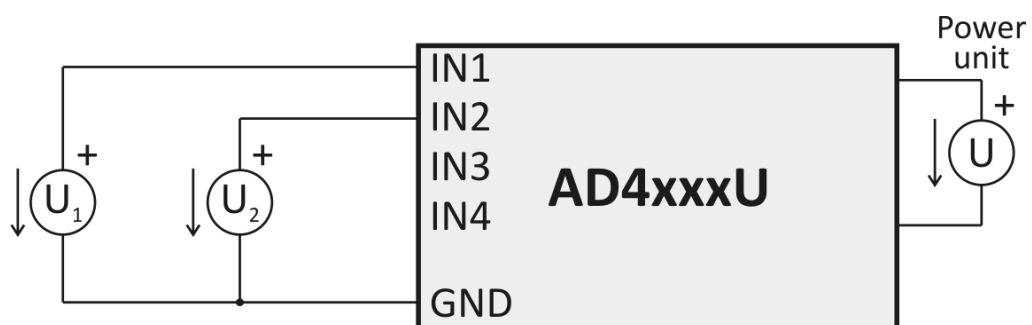 Power
unit
IN1
+
IN2
+
+
IN3
U₁
U₂
AD4xxxU
U
IN4
GND